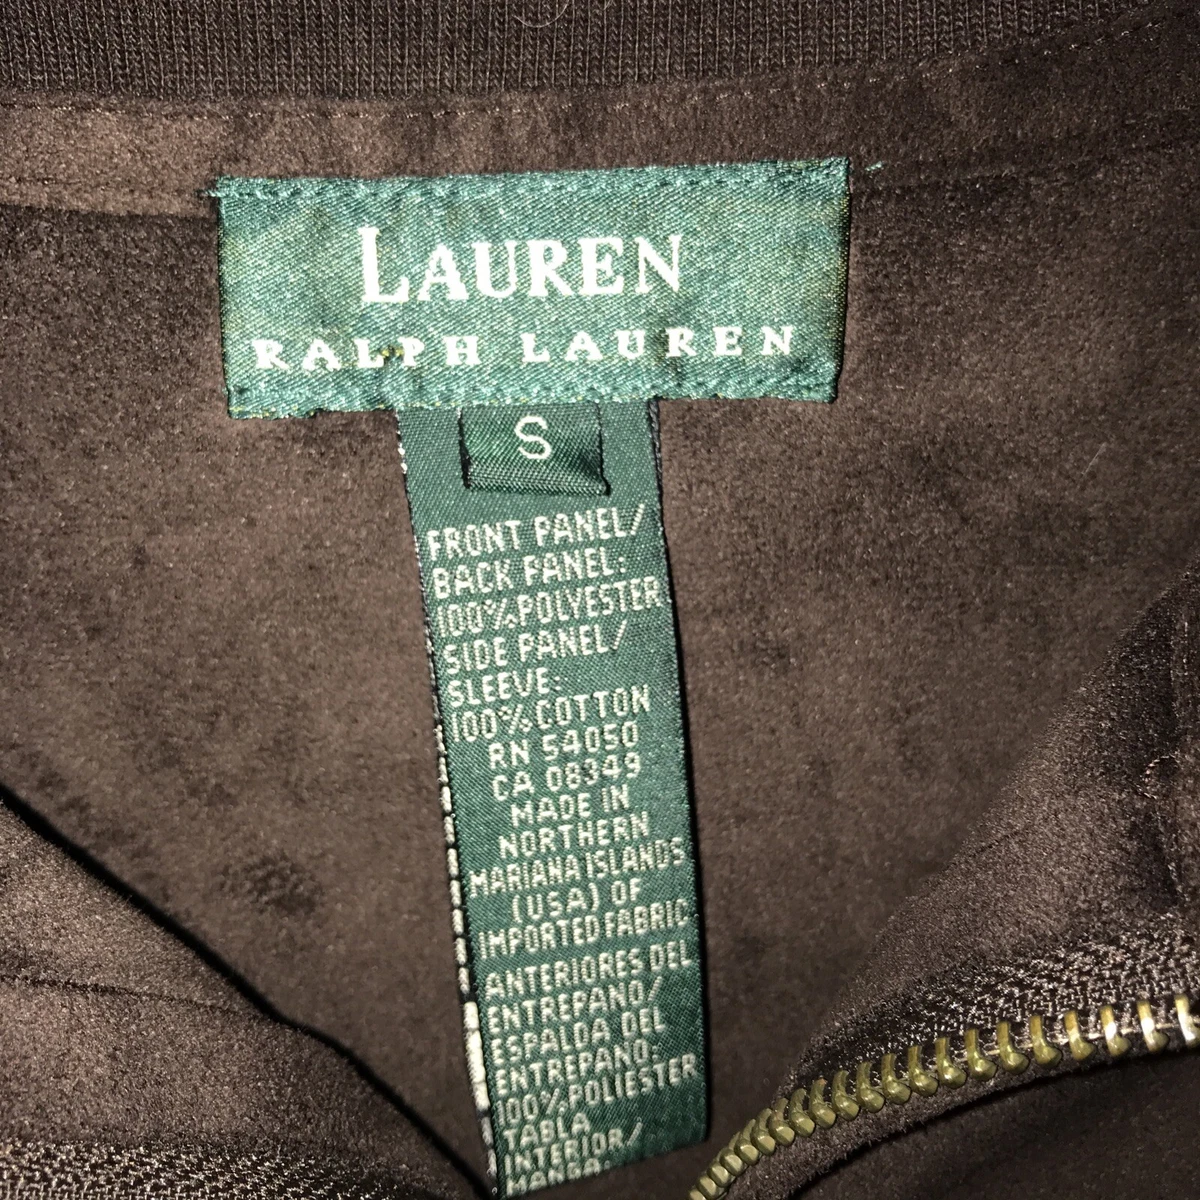 LAUREN
RALPH LAUREN
S
FRONT PANEL/
BACK PANEL:
100%POLYESTER
SIDE PANEL/
SLEEVE:
100%COTTON
RN 54050
CA 08349
MADE IN
NORTHERN
MARIANA ISLANDS
(USA) OF
IMPORTED FABRIC
ANTERIORES DEL
ENTREPANO/
ESPALDA DEL
ENTREPANO:
100%POLIESTER
TABLA
INTERIOR/
MANGA: